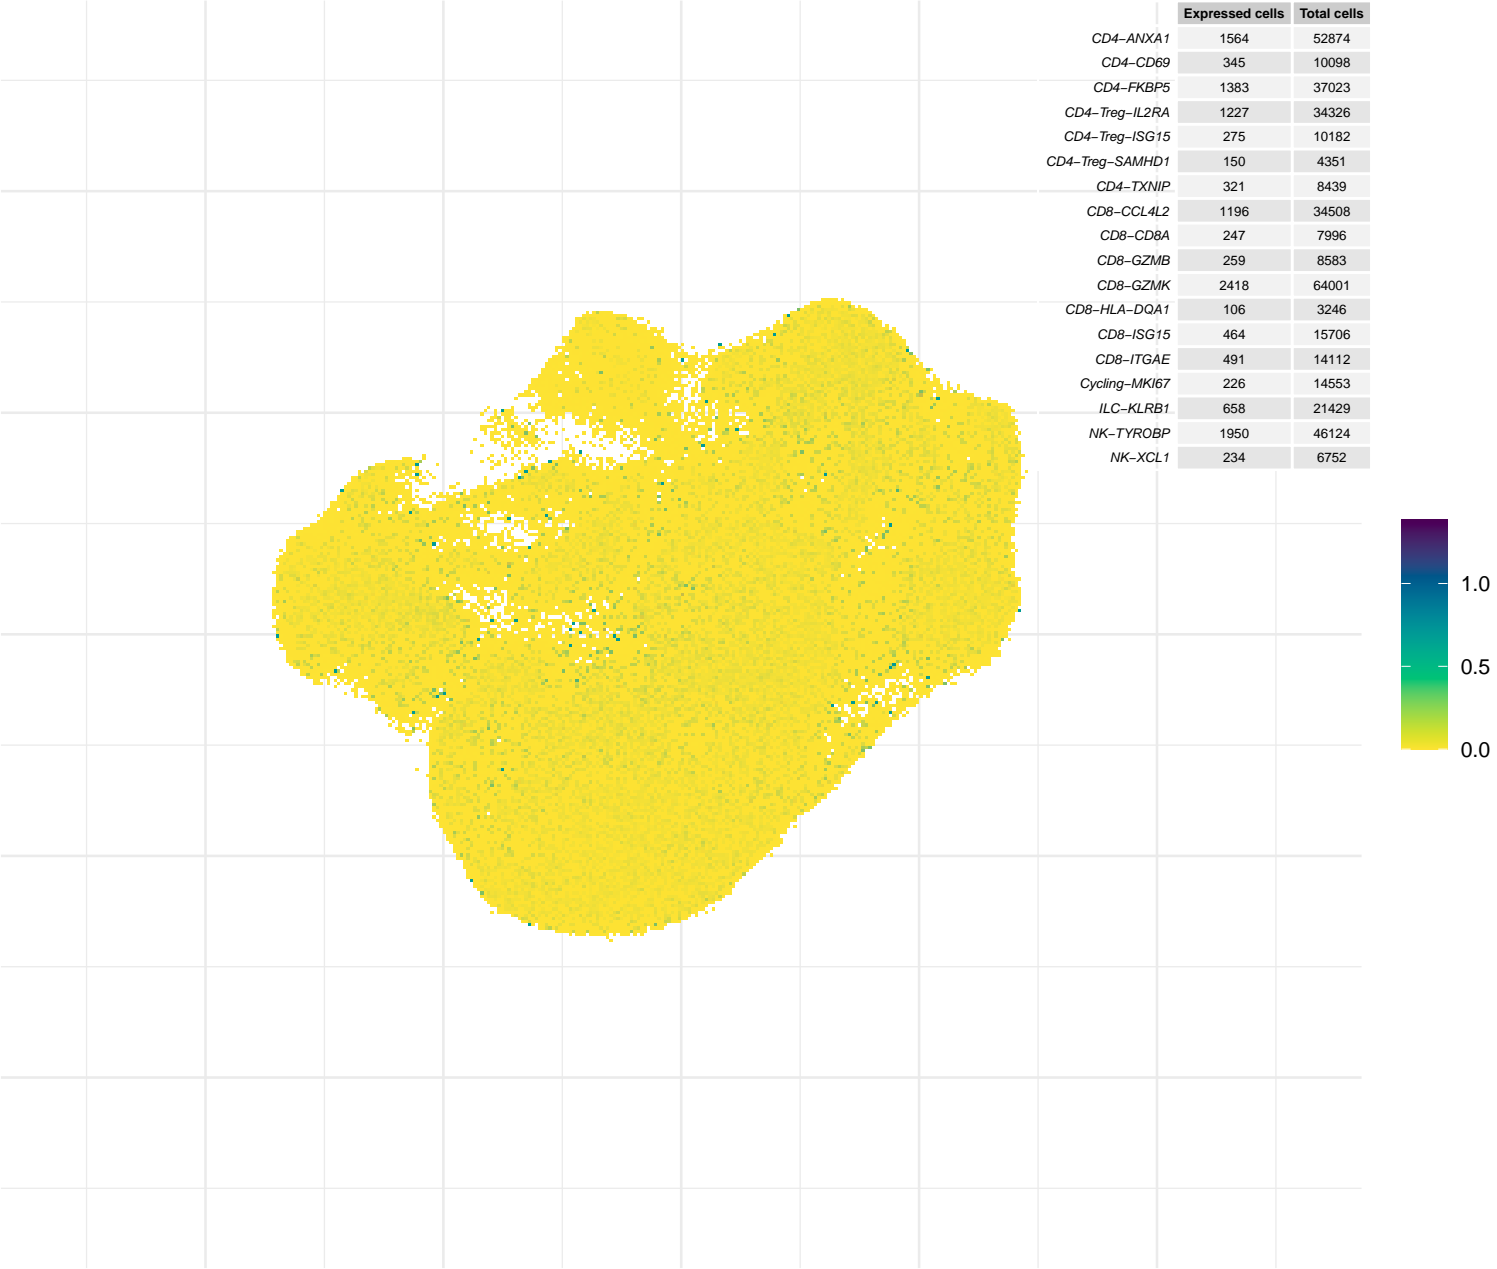 Expressed cells Total cells
CD4−ANXA1 1564 52874
CD4−CD69 345 10098
CD4−FKBP5 1383 37023
CD4−Treg−IL2RA 1227 34326
CD4−Treg−ISG15 275 10182
CD4−Treg−SAMHD1 150 4351
CD4−TXNIP 321 8439
CD8−CCL4L2 1196 34508
CD8−CD8A 247 7996
CD8−GZMB 259 8583
CD8−GZMK 2418 64001
CD8−HLA−DQA1 106 3246
CD8−ISG15 464 15706
CD8−ITGAE 491 14112
Cycling−MKI67 226 14553
ILC−KLRB1 658 21429
NK−TYROBP 1950 46124
NK−XCL1 234 6752
1.0
0.5
0.0